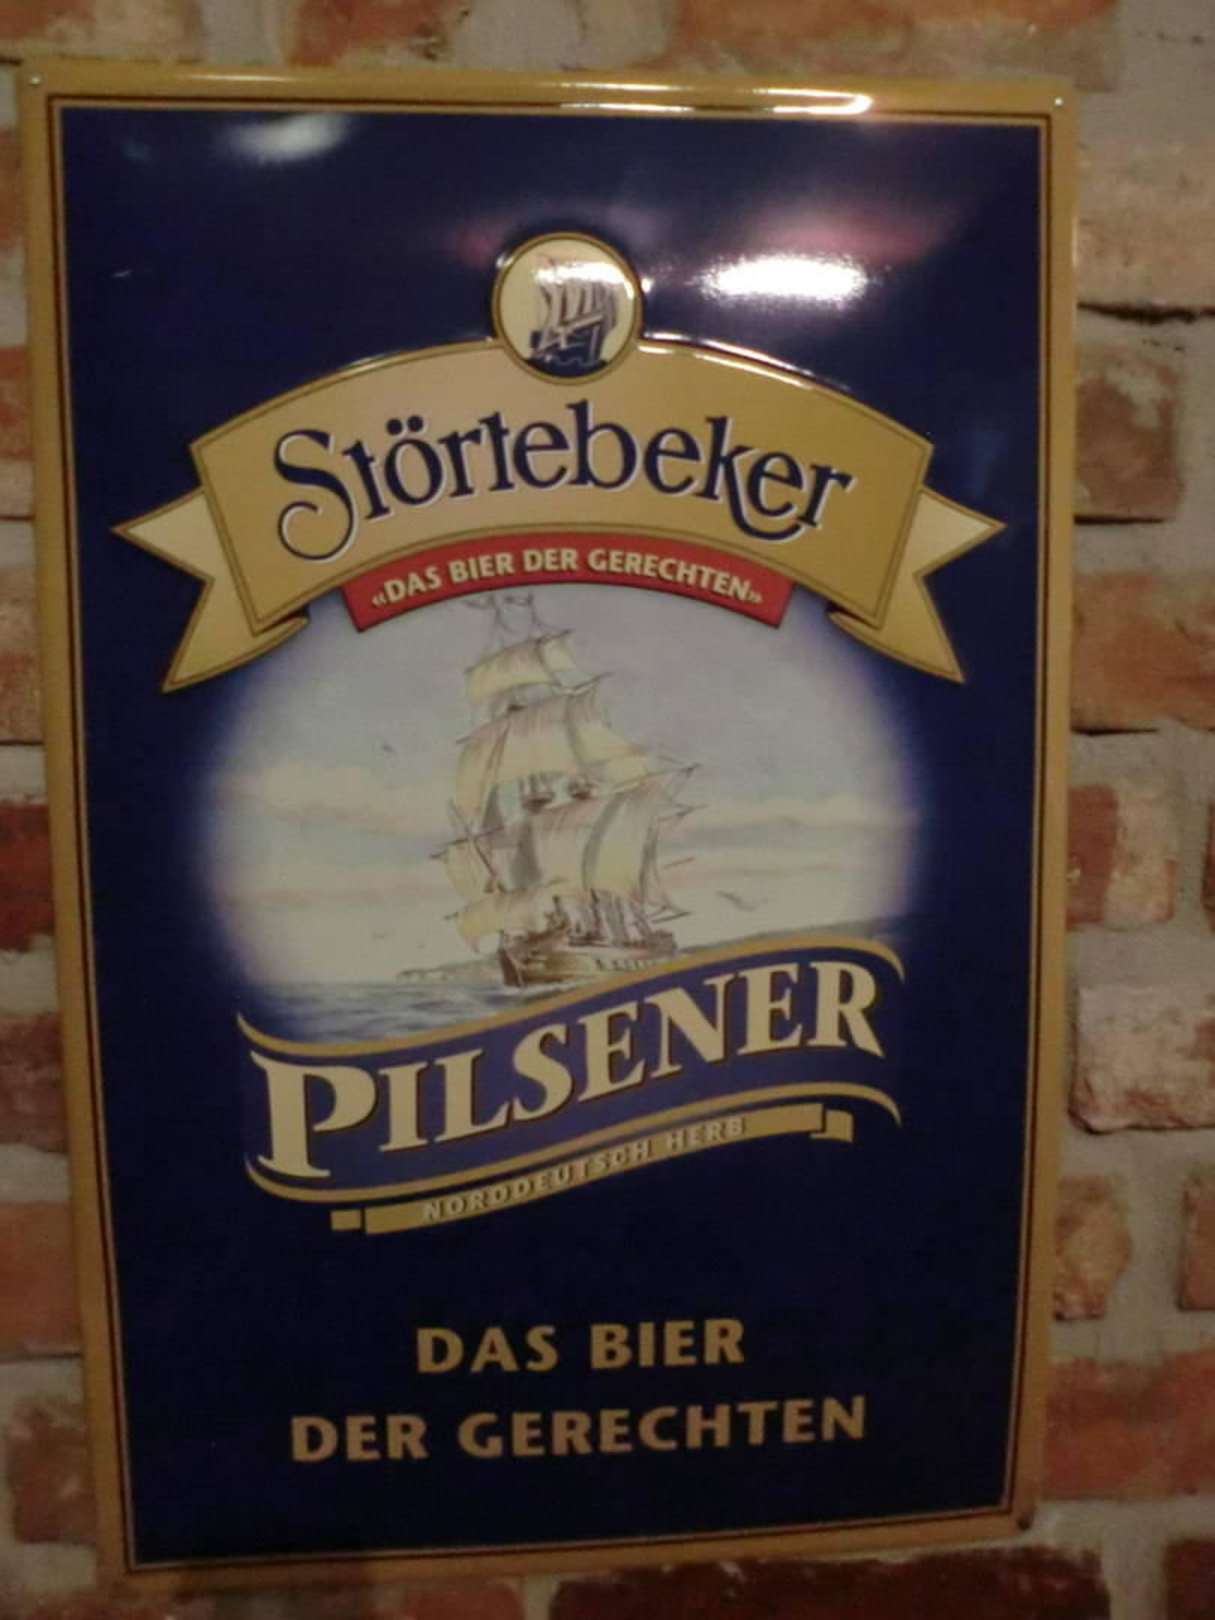 Störtebeker
«DAS BIER DER GERECHTEN»
PILSENER
NORDDEUTSCH HERB
DAS BIER
DER GERECHTEN